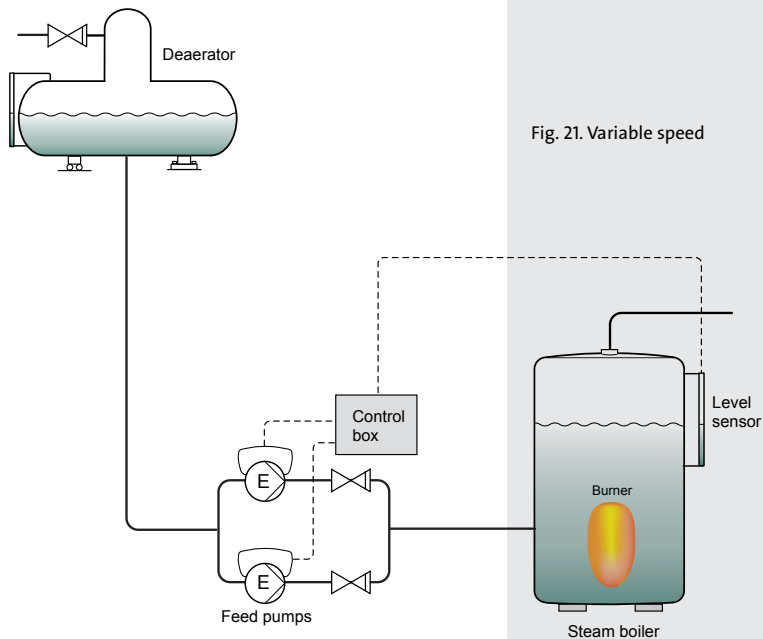 Deaerator
Fig. 21. Variable speed
Control
box
Level
sensor
E
Burner
E
Feed pumps
Steam boiler